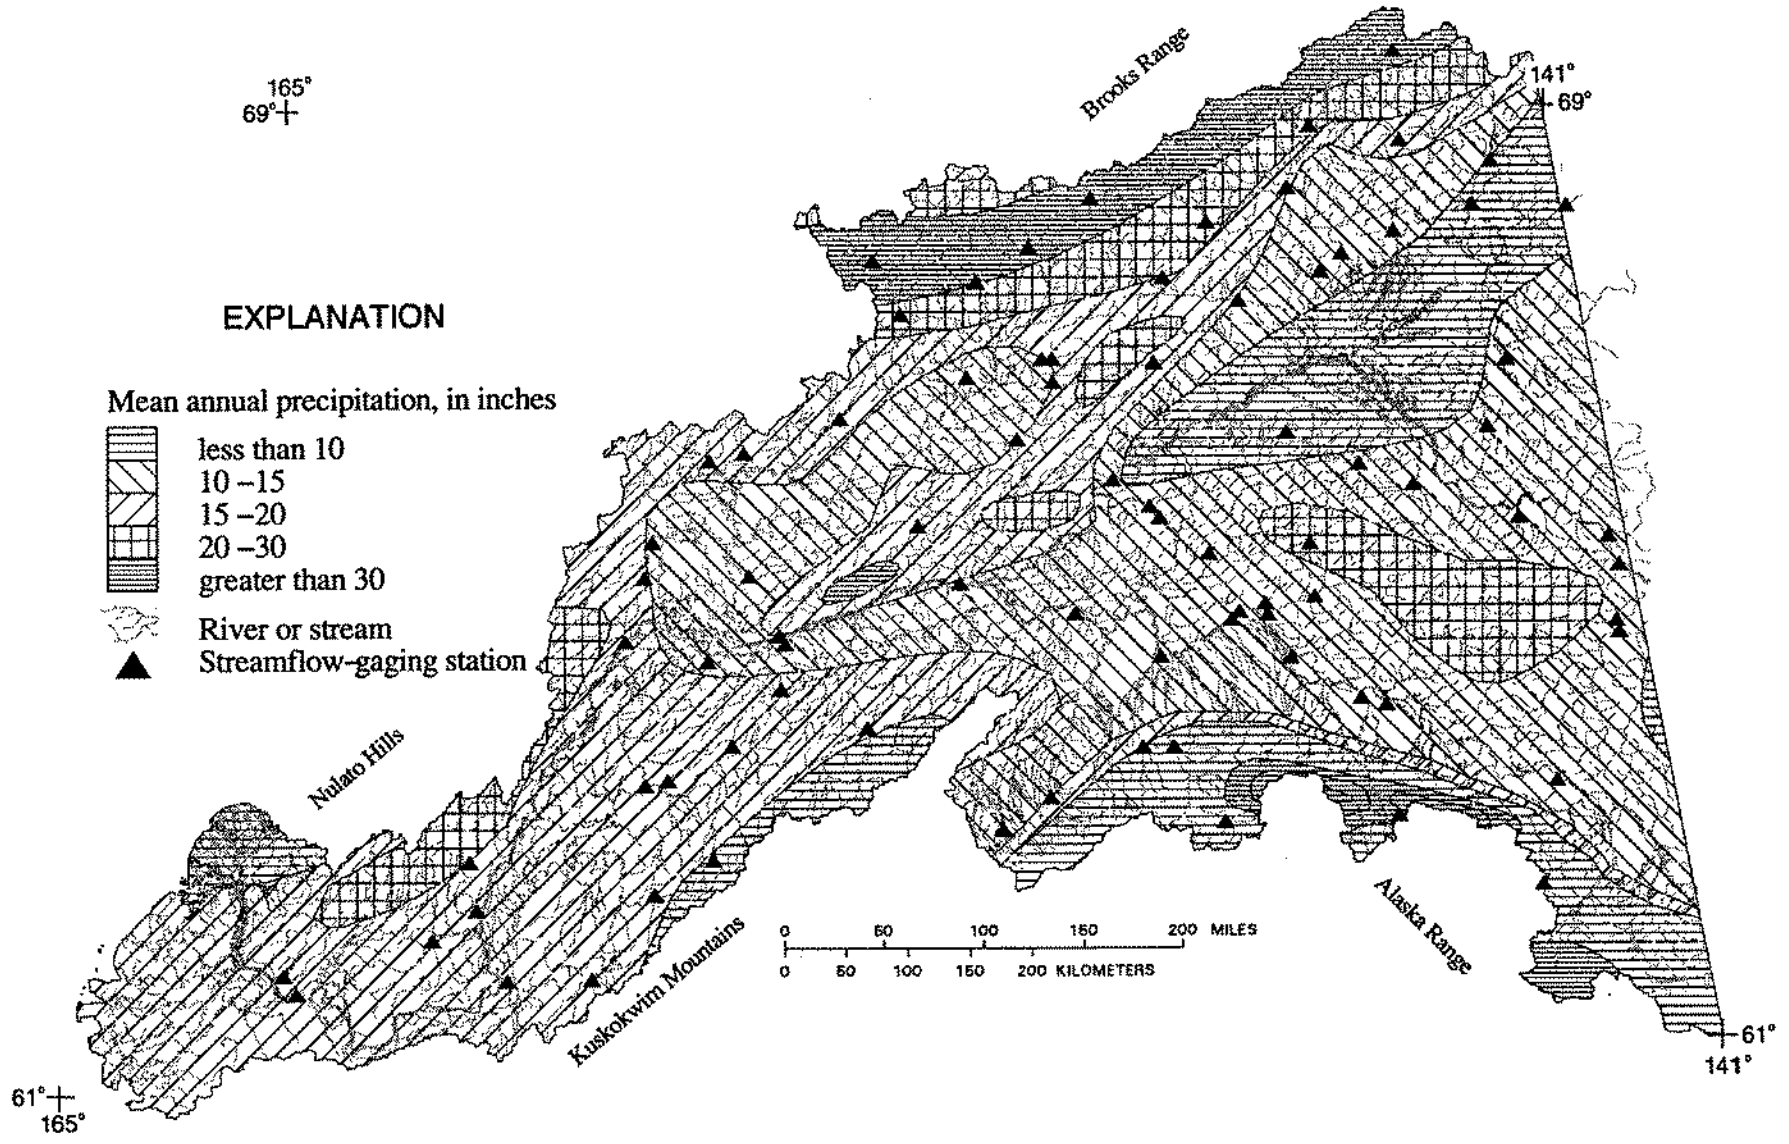 Brooks Range
165°
69°
141°
69°
EXPLANATION
Mean annual precipitation, in inches
less than 10
10 –15
15 –20
20 –30
greater than 30
River or stream
Streamflow-gaging station
Nulato Hills
Kuskokwim Mountains
Alaska Range
0 50 100 150 200 MILES
0 50 100 150 200 KILOMETERS
61°
141°
61°
165°